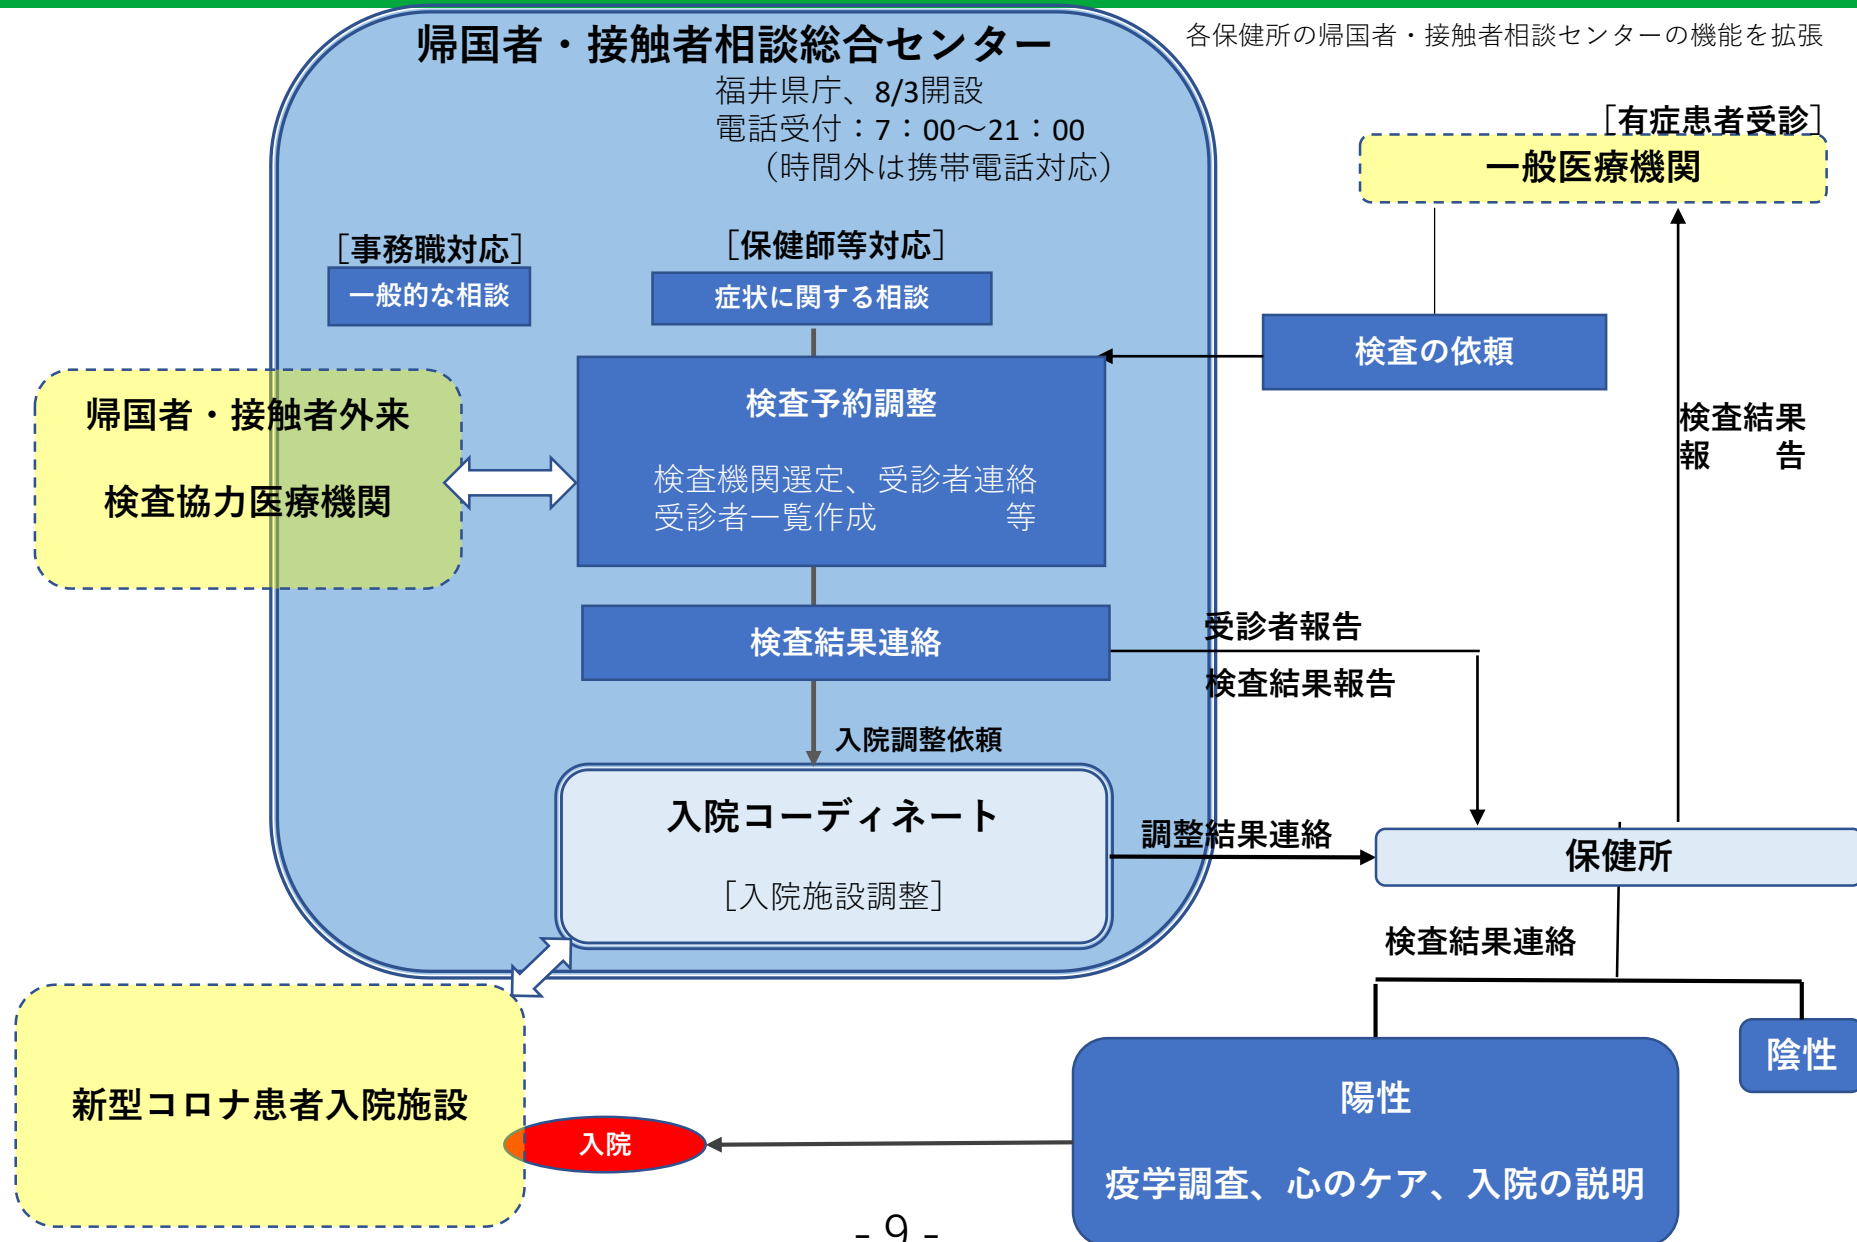 帰国者・接触者相談総合センター
各保健所の帰国者・接触者相談センターの機能を拡張
福井県庁、8/3開設
電話受付：7：00～21：00
（時間外は携帯電話対応）
［有症患者受診］
一般医療機関
［事務職対応］
一般的な相談
［保健師等対応］
症状に関する相談
検査の依頼
検査予約調整
検査機関選定、受診者連絡
受診者一覧作成　　　　等
帰国者・接触者外来
検査協力医療機関
検査結果
報　　告
検査結果連絡
受診者報告
検査結果報告
入院調整依頼
入院コーディネート
［入院施設調整］
調整結果連絡
保健所
検査結果連絡
陰性
陽性
疫学調査、心のケア、入院の説明
入院
新型コロナ患者入院施設
- 9 -